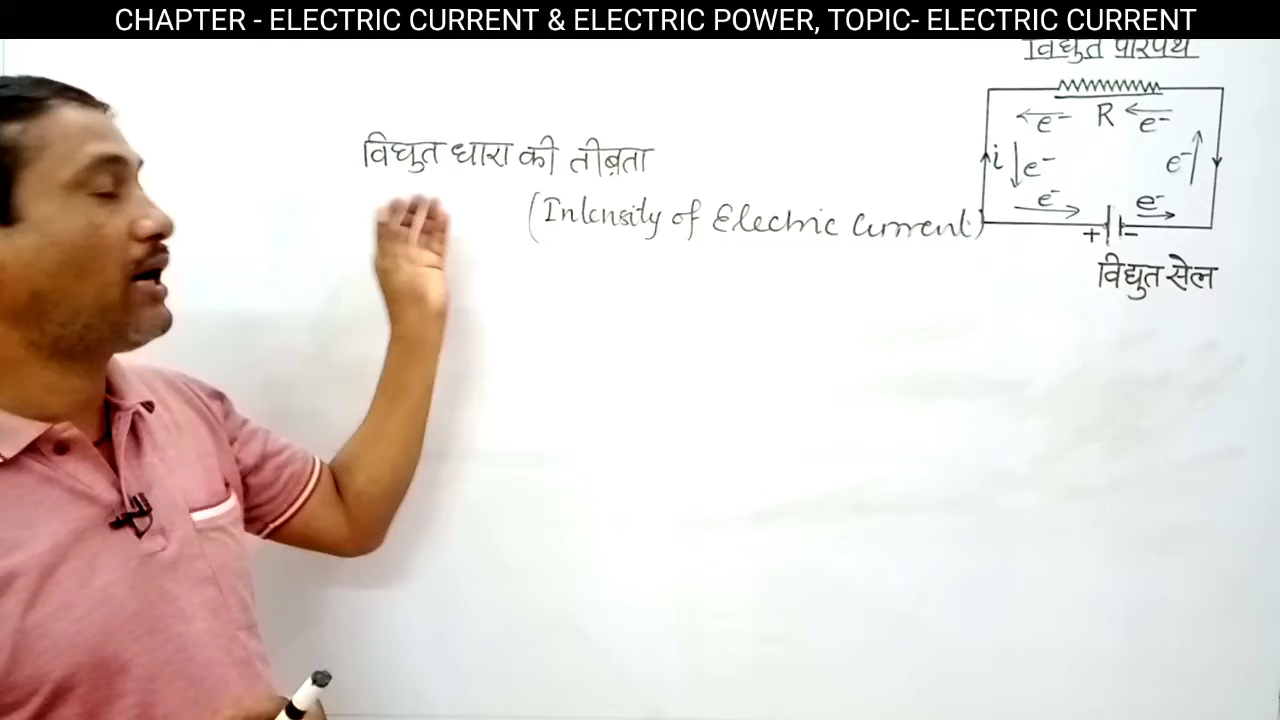 CHAPTER - ELECTRIC CURRENT & ELECTRIC POWER, TOPIC- ELECTRIC CURRENT
विद्युत परिपथ
R
e-
e-
विद्युत धारा की तीब्रता
i
e-
e-
(Intensity of Electric Current)
e-
e-
+
-
विद्युत सेल